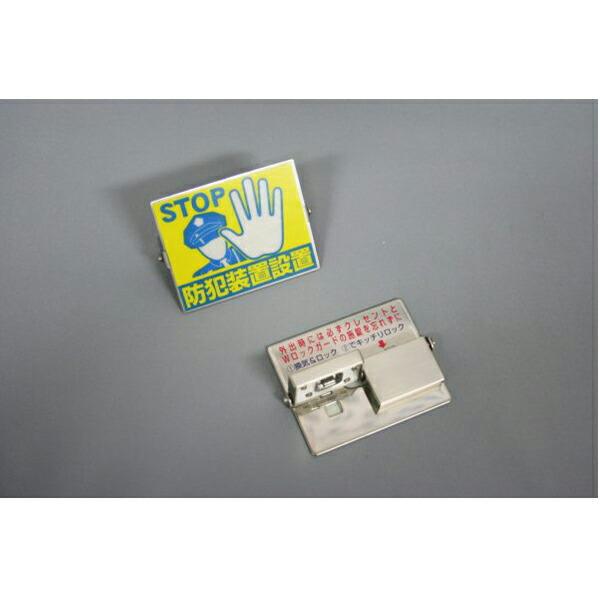 STOP
防犯装置設置
外出時には必ずクレセントと
Wロックガードの施錠を忘れずに
①換気&ロック ②でキッチリロック